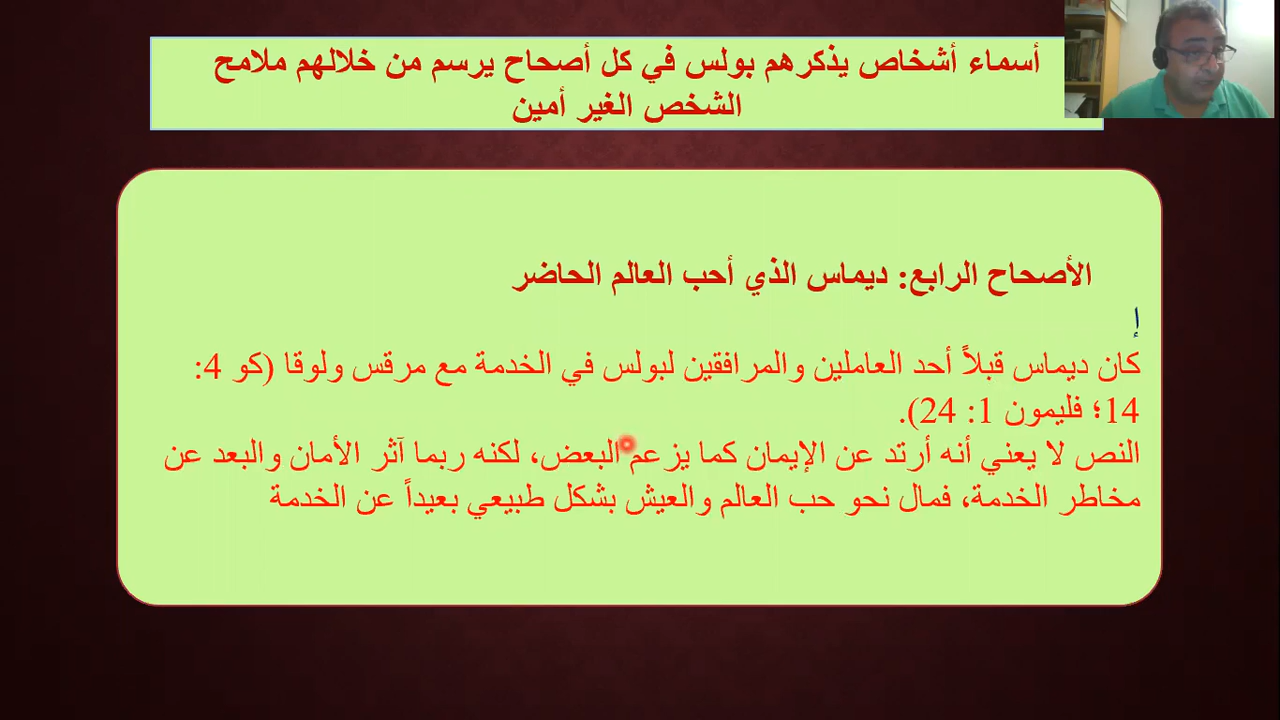 أسماء أشخاص يذكرهم بولس في كل أصحاح يرسم من خلالهم ملامح
الشخص الغير أمين
الأصحاح الرابع: ديماس الذي أحب العالم الحاضر
إ
كان ديماس قبلاً أحد العاملين والمرافقين لبولس في الخدمة مع مرقس ولوقا (كو 4:
14؛ فليمون 1: 24).
النص لا يعني أنه أرتد عن الإيمان كما يزعم البعض، لكنه ربما آثر الأمان والبعد عن
مخاطر الخدمة، فمال نحو حب العالم والعيش بشكل طبيعي بعيداً عن الخدمة